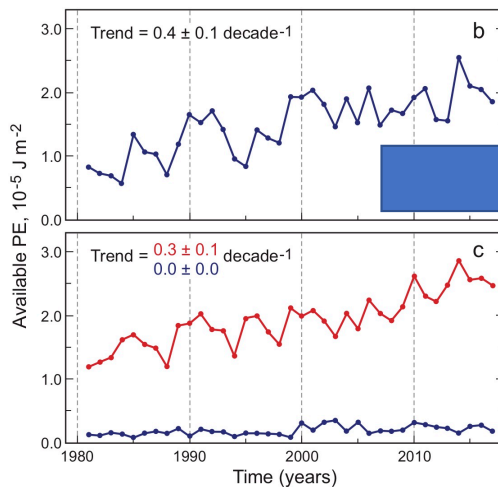 3.0
b
Trend = 0.4 ± 0.1 decade-1
2.0
1.0
0.0
Available PE, 10-5 J m-2
3.0
c
Trend = 0.3 ± 0.1 decade-1
0.0 ± 0.0
2.0
1.0
0.0
1980 1990 2000 2010
Time (years)